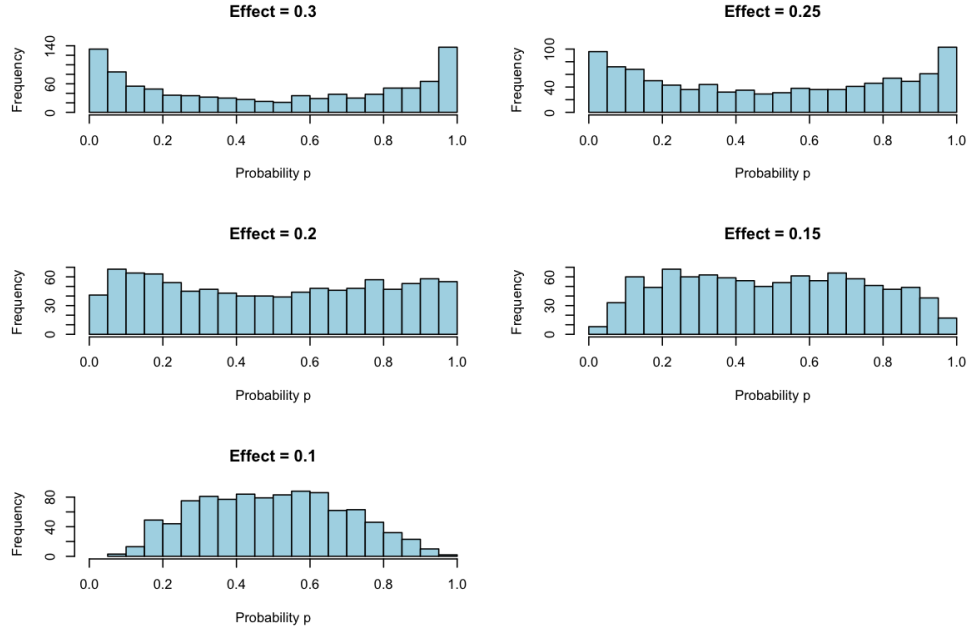 Effect = 0.3
Frequency
140
60
0
0.0 0.2 0.4 0.6 0.8 1.0
Probability p
Effect = 0.25
Frequency
100
40
0
0.0 0.2 0.4 0.6 0.8 1.0
Probability p
Effect = 0.2
Frequency
60
30
0
0.0 0.2 0.4 0.6 0.8 1.0
Probability p
Effect = 0.15
Frequency
60
30
0
0.0 0.2 0.4 0.6 0.8 1.0
Probability p
Effect = 0.1
Frequency
80
40
0
0.0 0.2 0.4 0.6 0.8 1.0
Probability p